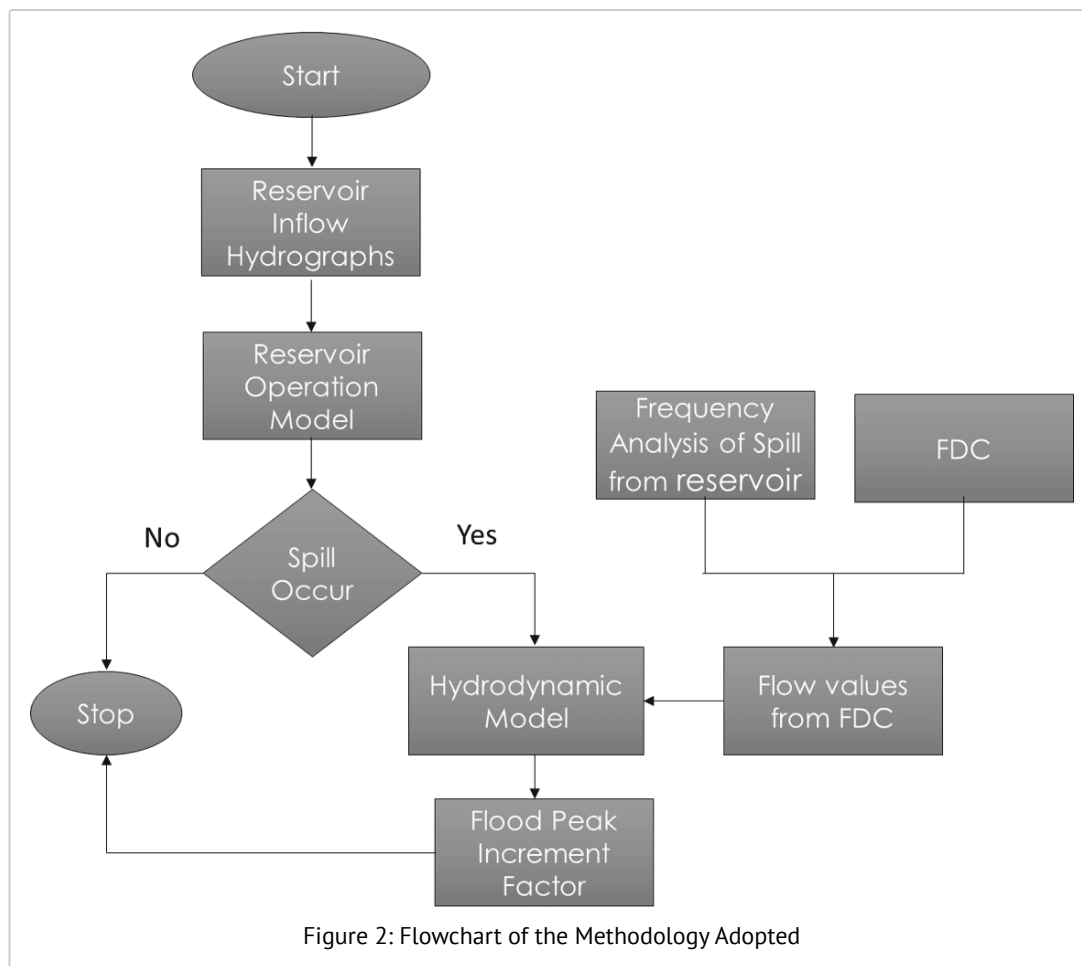 Start
Reservoir
Inflow
Hydrographs
Reservoir
Operation
Model
Frequency
Analysis of Spill
from reservoir
FDC
No
Yes
Spill
Occur
Stop
Hydrodynamic
Model
Flow values
from FDC
Flood Peak
Increment
Factor
Figure 2: Flowchart of the Methodology Adopted